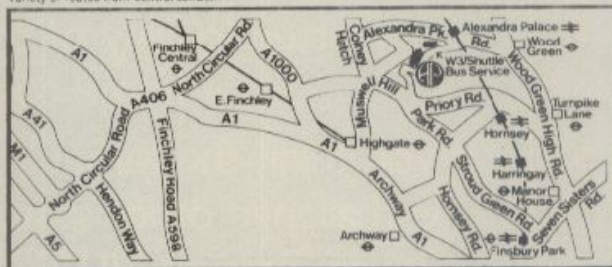 A1
Finchley
Central
North Circular Rd.
A1000
Colney
Hatch
Alexandra Pk.
Rd.
Alexandra Palace
Wood
Green
W3/Shuttle
Bus Service
Wood Green High Rd.
A41
M1
A406
North Circular Road
E. Finchley
Muswell Hill
Priory Rd.
Park Rd.
Turnpike
Lane
Hornsey
A1
A1
Highgate
Harringay
Finchley Road A598
Hendon Way
A5
Archway
Archway
A1
Hornsey Rd.
Stroud Green Rd.
Manor
House
Seven Sisters
Rd.
Finsbury Park